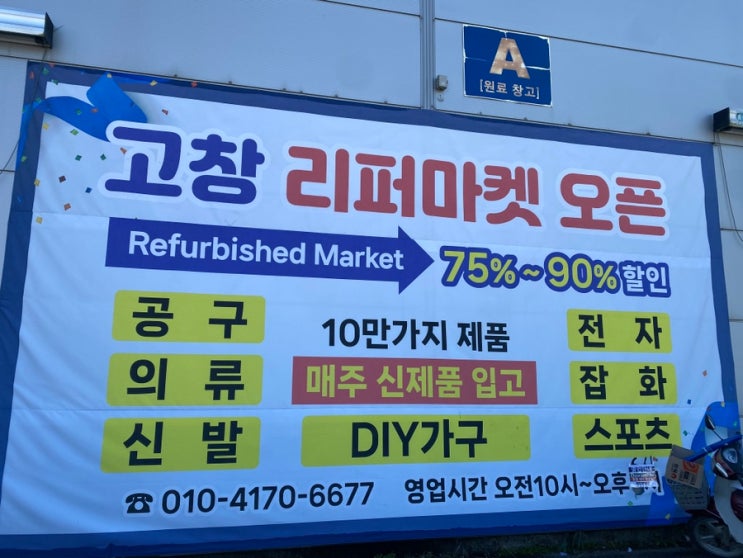 A
[원료 창고]
고창 리퍼마켓 오픈
Refurbished Market 75%~90% 할인
공 구 10만가지 제품 전 자
의 류 매주 신제품 입고 잡 화
신 발 DIY가구 스포츠
☎ 010-4170-6677 영업시간 오전10시~오후